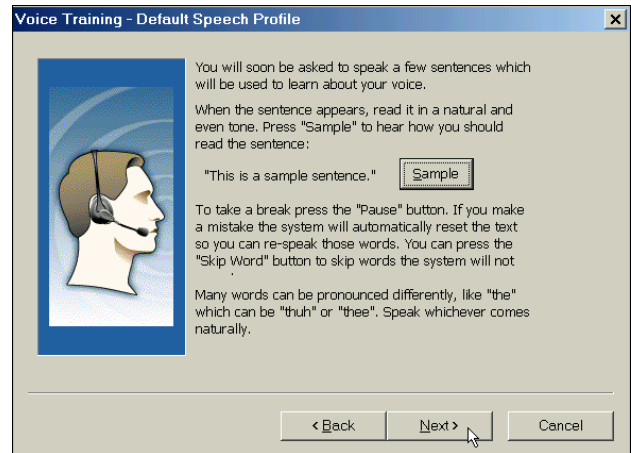 Voice Training - Default Speech Profile
You will soon be asked to speak a few sentences which
will be used to learn about your voice.
When the sentence appears, read it in a natural and
even tone. Press "Sample" to hear how you should
read the sentence:
"This is a sample sentence." Sample
To take a break press the "Pause" button. If you make
a mistake the system will automatically reset the text
so you can re-speak those words. You can press the
"Skip Word" button to skip words the system will not
Many words can be pronounced differently, like "the"
which can be "thuh" or "thee". Speak whichever comes
naturally.
< Back Next > Cancel